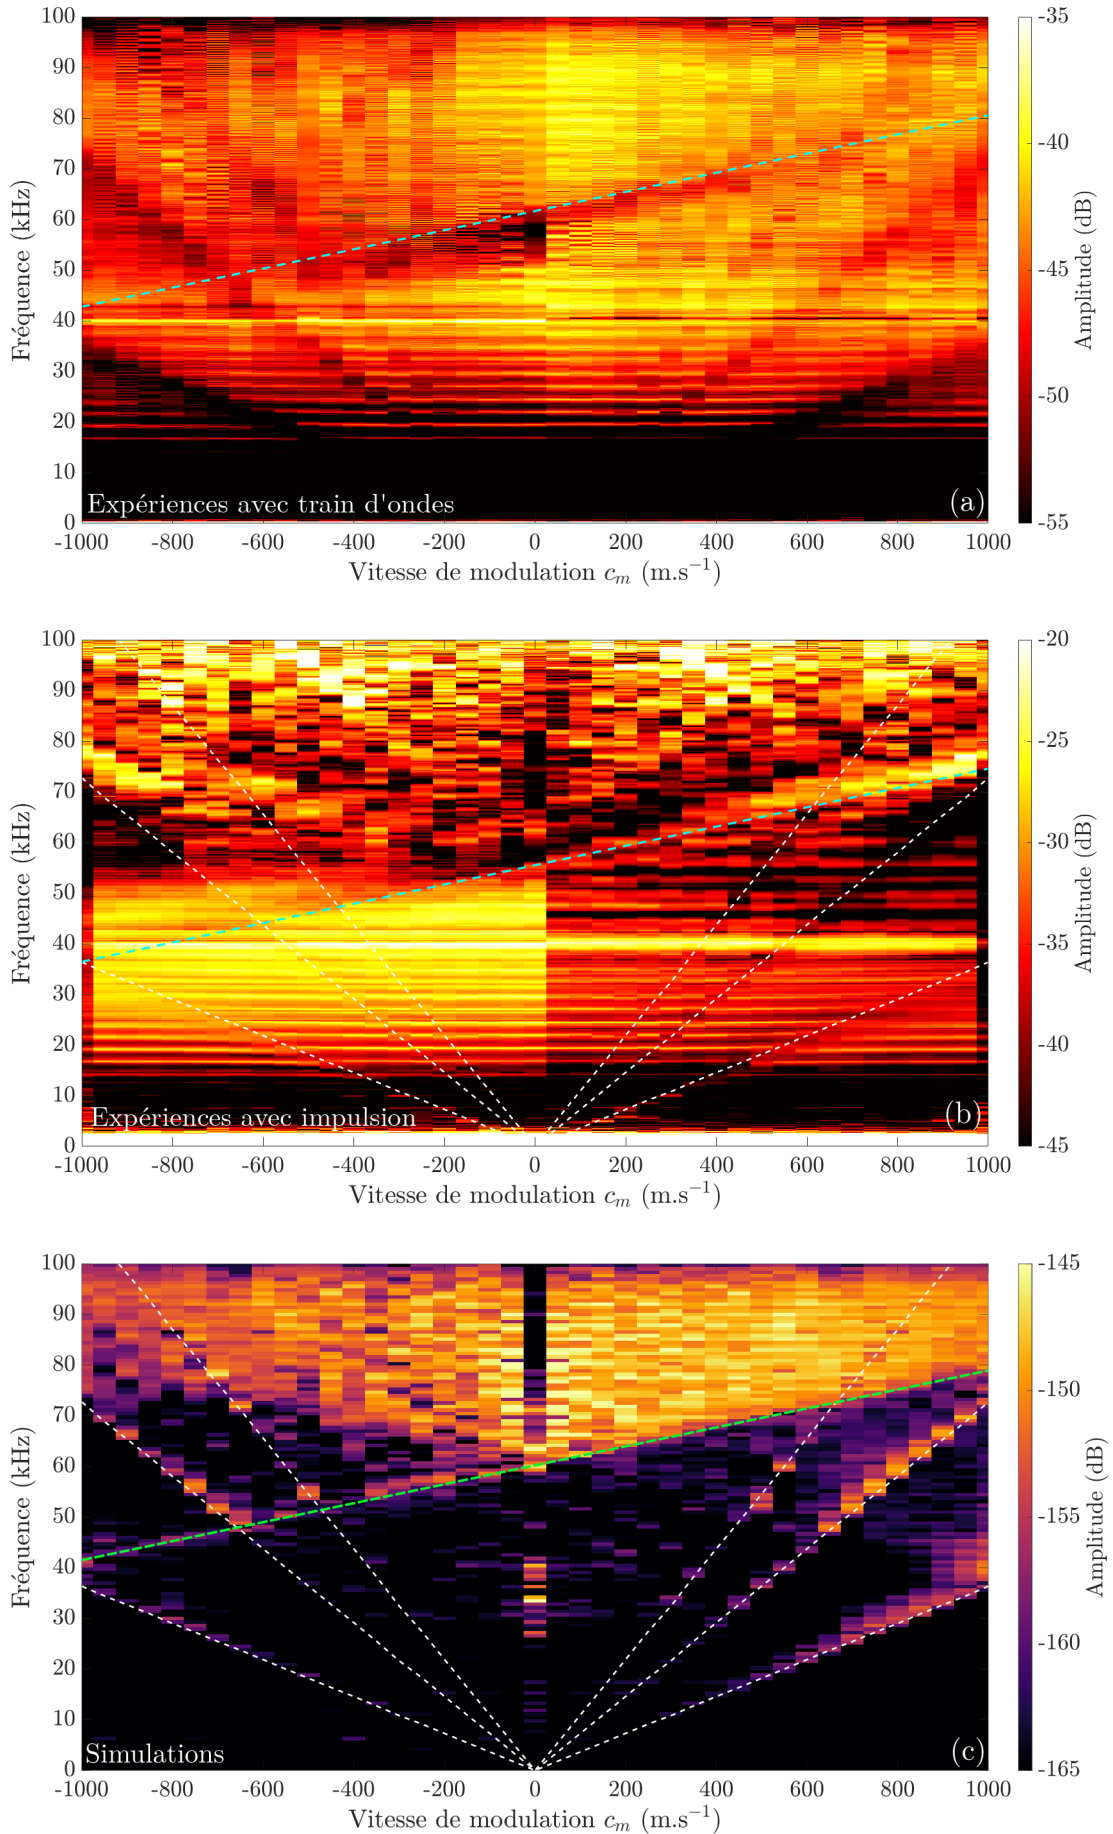 100
90
80
70
60
50
40
30
20
10
0
Fréquence (kHz)
Expériences avec train d'ondes
(a)
-1000 -800 -600 -400 -200 0 200 400 600 800 1000
Vitesse de modulation cₘ (m.s⁻¹)
-35
-40
-45
-50
-55
Amplitude (dB)
100
90
80
70
60
50
40
30
20
10
0
Fréquence (kHz)
Expériences avec impulsion
(b)
-1000 -800 -600 -400 -200 0 200 400 600 800 1000
Vitesse de modulation cₘ (m.s⁻¹)
-20
-25
-30
-35
-40
-45
Amplitude (dB)
100
90
80
70
60
50
40
30
20
10
0
Fréquence (kHz)
Simulations
(c)
-1000 -800 -600 -400 -200 0 200 400 600 800 1000
Vitesse de modulation cₘ (m.s⁻¹)
-145
-150
-155
-160
-165
Amplitude (dB)